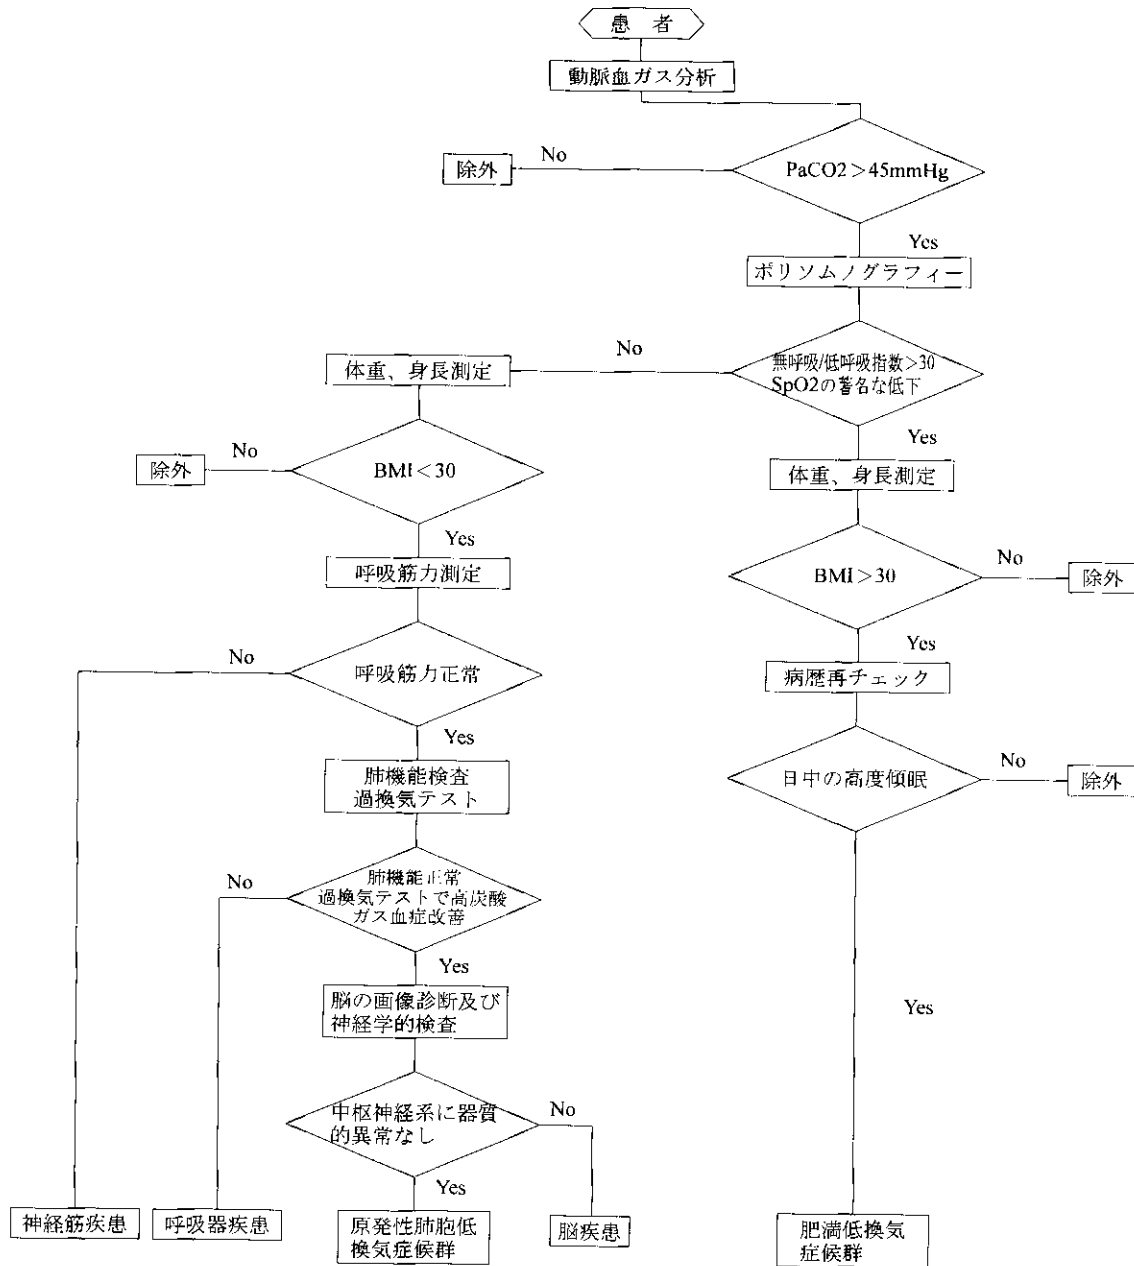 患 者
動脈血ガス分析
PaCO2＞45mmHg
No
除外
Yes
ポリソムノグラフィー
無呼吸/低呼吸指数＞30
SpO2の著名な低下
No
体重、身長測定
BMI＜30
No
除外
Yes
呼吸筋力測定
呼吸筋力正常
No
Yes
肺機能検査
過換気テスト
肺機能正常
過換気テストで高炭酸
ガス血症改善
No
Yes
脳の画像診断及び
神経学的検査
中枢神経系に器質
的異常なし
No
Yes
神経筋疾患
呼吸器疾患
原発性肺胞低
換気症候群
脳疾患
Yes
体重、身長測定
BMI＞30
No
除外
Yes
病歴再チェック
日中の高度傾眠
No
除外
Yes
肥満低換気
症候群